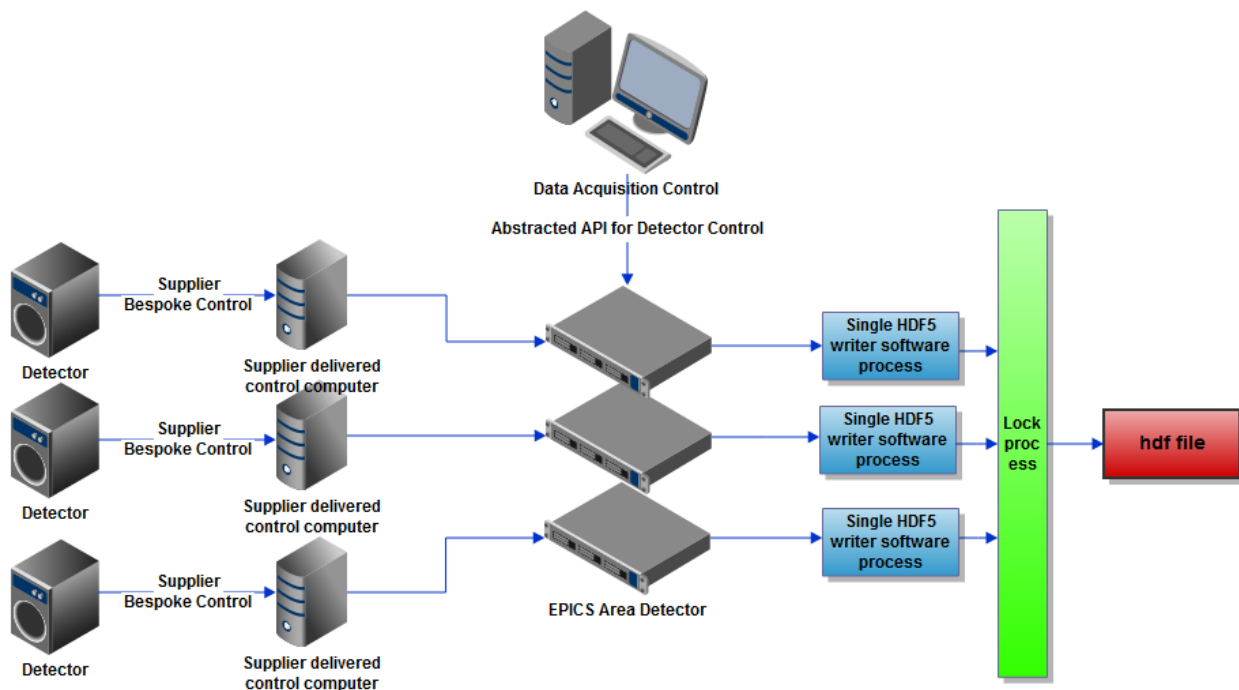 Data Acquisition Control
Abstracted API for Detector Control
Supplier
Bespoke Control
Detector
Supplier delivered
control computer
Single HDF5
writer software
process
Supplier
Bespoke Control
Detector
Supplier delivered
control computer
Single HDF5
writer software
process
Lock
proc
ess
hdf file
Supplier
Bespoke Control
Detector
Supplier delivered
control computer
EPICS Area Detector
Single HDF5
writer software
process